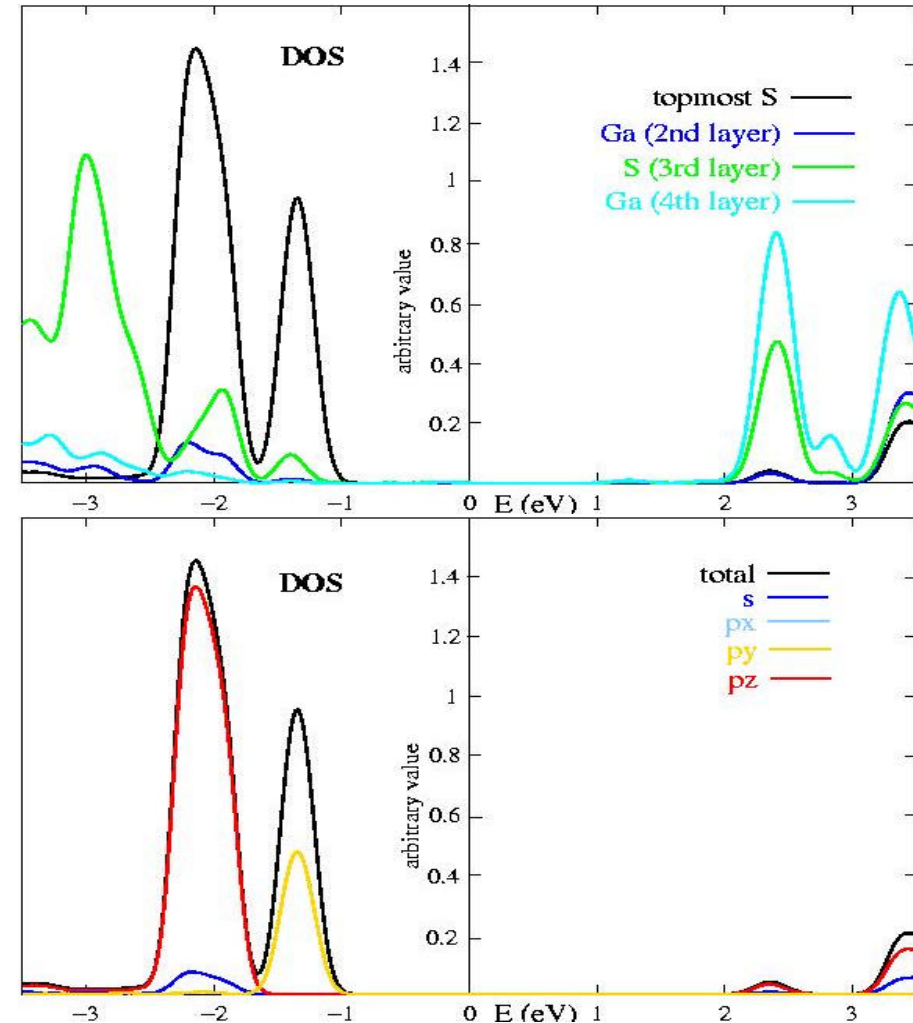 DOS
1.4
1.2
1
0.8
0.6
0.4
0.2
arbitrary value
topmost S
Ga (2nd layer)
S (3rd layer)
Ga (4th layer)
−3 −2 −1 0 E (eV) 1 2 3
DOS
1.4
1.2
1
0.8
0.6
0.4
0.2
arbitrary value
total
s
px
py
pz
−3 −2 −1 0 E (eV) 1 2 3